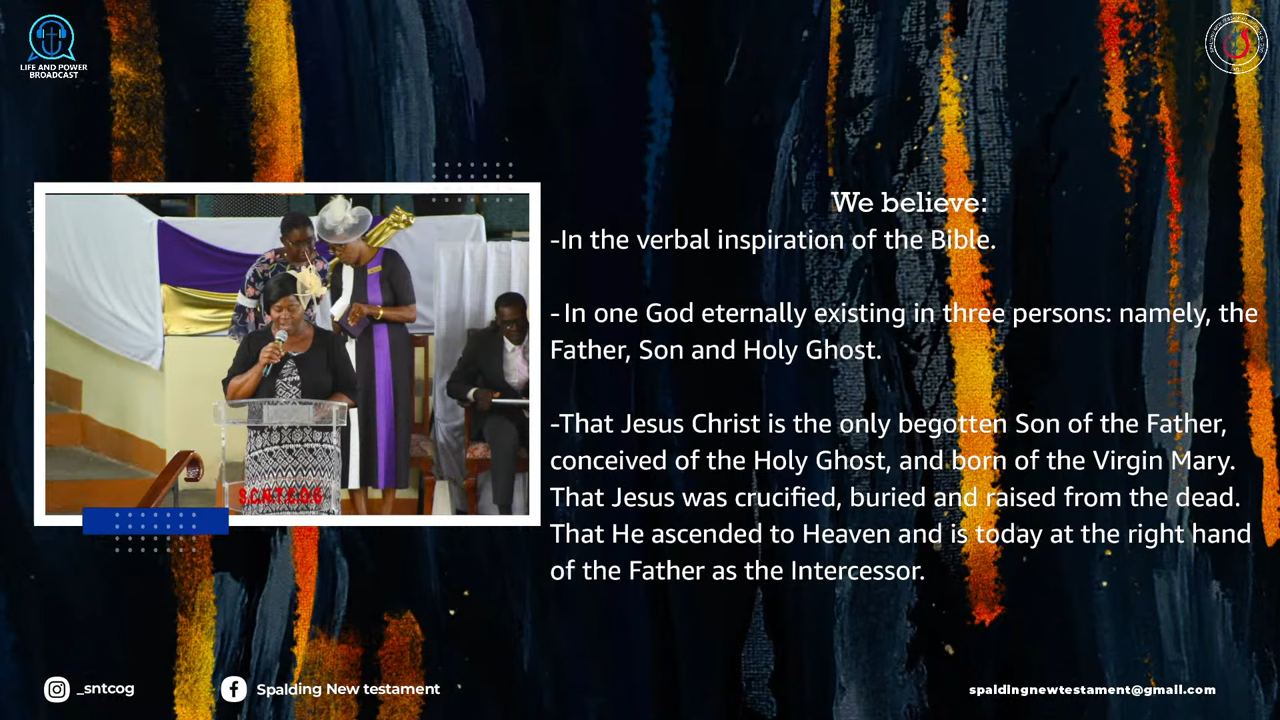 LIFE AND POWER
BROADCAST
We believe:
-In the verbal inspiration of the Bible.
- In one God eternally existing in three persons: namely, the
Father, Son and Holy Ghost.
-That Jesus Christ is the only begotten Son of the Father,
conceived of the Holy Ghost, and born of the Virgin Mary.
That Jesus was crucified, buried and raised from the dead.
That He ascended to Heaven and is today at the right hand
of the Father as the Intercessor.
S.C.N.T.C.O.G
_sntcog
Spalding New testament
spaldingnewtestament@gmail.com